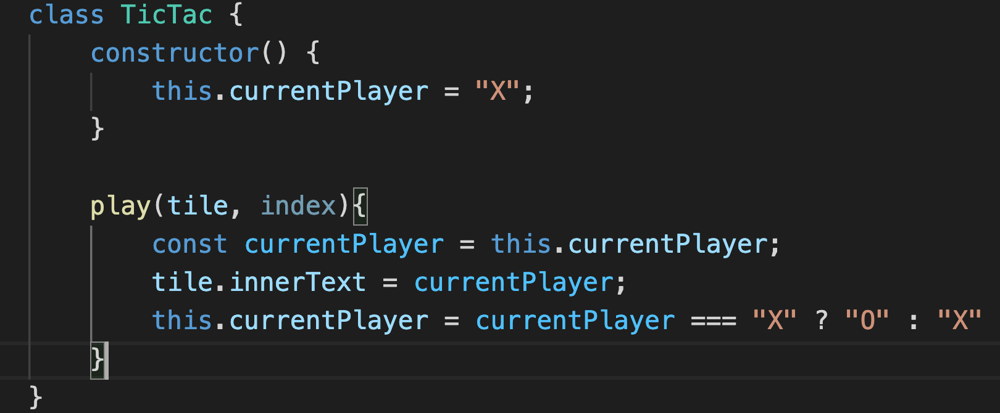 class TicTac {
    constructor() {
        this.currentPlayer = "X";
    }

    play(tile, index){
        const currentPlayer = this.currentPlayer;
        tile.innerText = currentPlayer;
        this.currentPlayer = currentPlayer === "X" ? "O" : "X"
    }
}